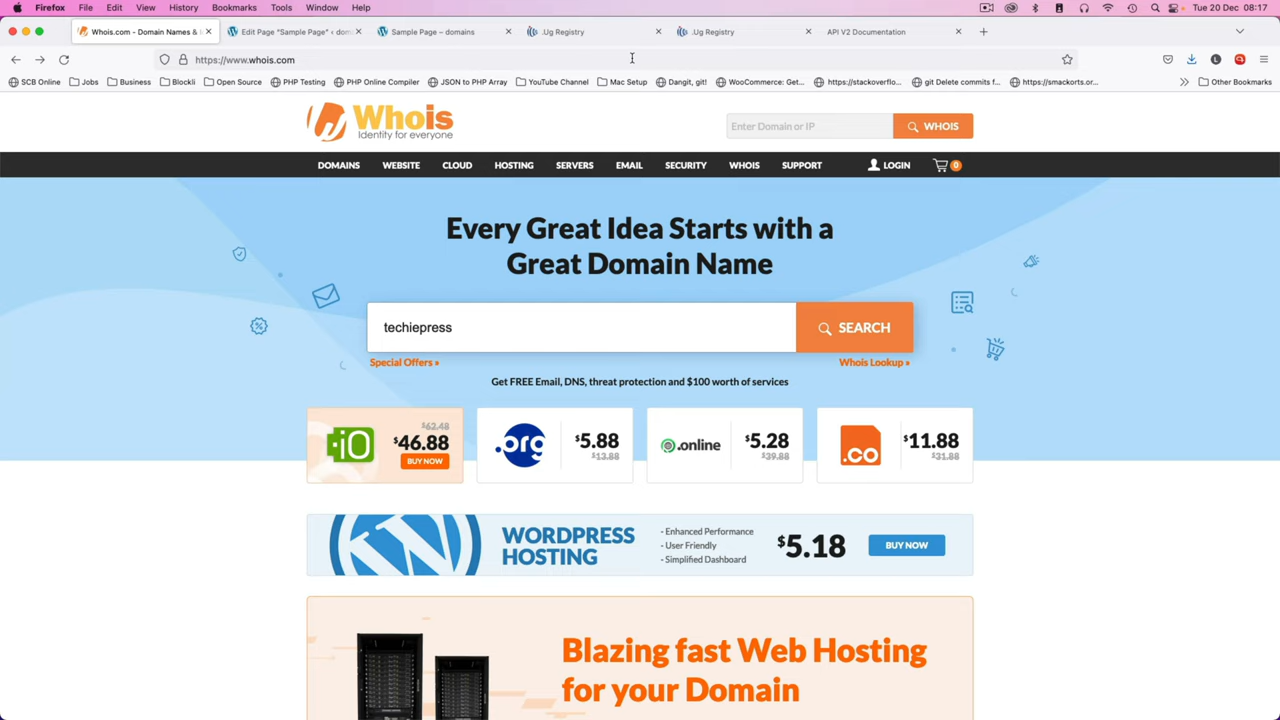 Firefox File Edit View History Bookmarks Tools Window Help Tue 20 Dec 08:17
Whois.com - Domain Names & I Edit Page "Sample Page" ‹ dom Sample Page – domains .Ug Registry .Ug Registry API V2 Documentation
https://www.whois.com
SCB Online Jobs Business Blockli Open Source PHP Testing PHP Online Compiler JSON to PHP Array YouTube Channel Mac Setup Dangit, git! WooCommerce: Get... https://stackoverflo... git Delete commits f... https://smackorts.or... Other Bookmarks
Whois
Identity for everyone
Enter Domain or IP WHOIS
DOMAINS WEBSITE CLOUD HOSTING SERVERS EMAIL SECURITY WHOIS SUPPORT LOGIN 0
Every Great Idea Starts with a
Great Domain Name
techiepress SEARCH
Special Offers » Whois Lookup »
Get FREE Email, DNS, threat protection and $100 worth of services
.iO $62.48 $46.88 BUY NOW
.org $5.88 $13.88
.online $5.28 $39.88
.co $11.88 $31.88
WORDPRESS
HOSTING
- Enhanced Performance
- User Friendly
- Simplified Dashboard
$5.18 BUY NOW
Blazing fast Web Hosting
for your Domain